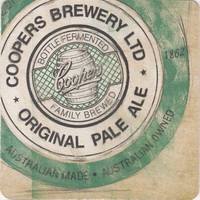 COOPERS BREWERY LTD
BOTTLE FERMENTED
Coopers
FAMILY BREWED
• ORIGINAL PALE ALE •
1862
AUSTRALIAN MADE • AUSTRALIAN OWNED